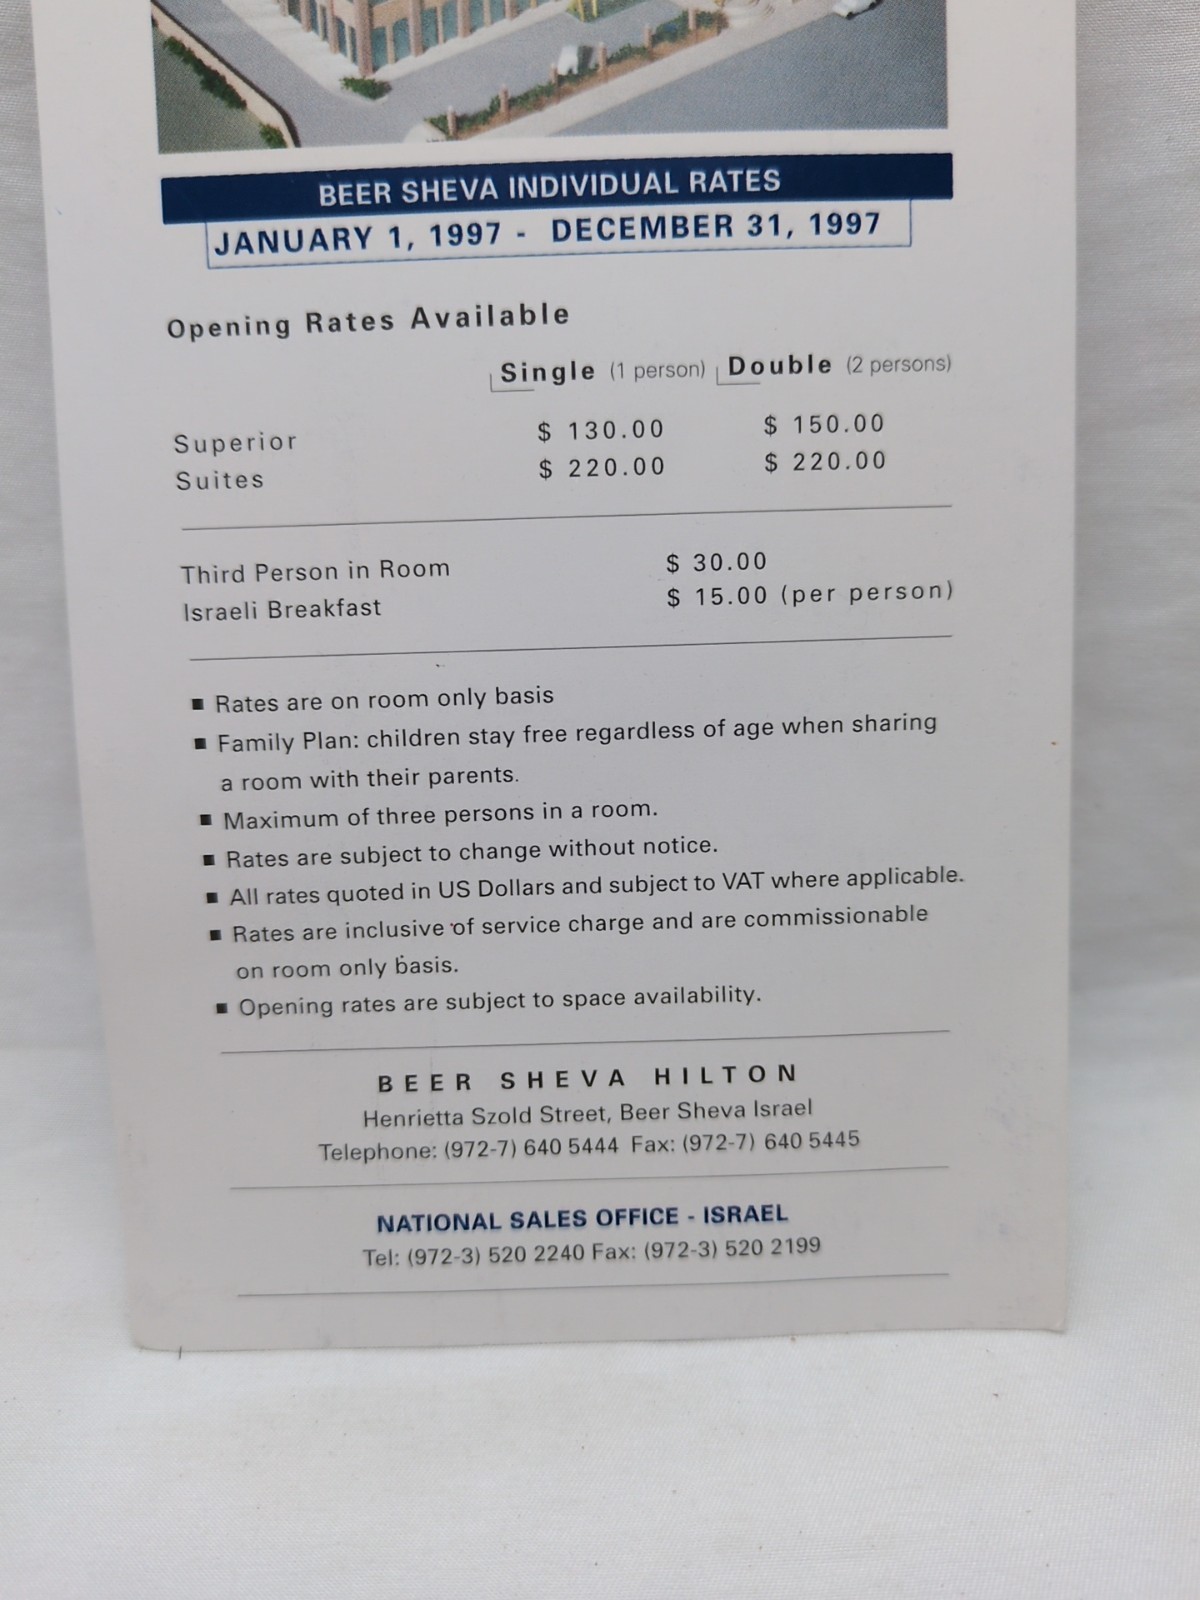 BEER SHEVA INDIVIDUAL RATES
JANUARY 1, 1997 - DECEMBER 31, 1997
Opening Rates Available
Single (1 person) Double (2 persons)
Superior $ 130.00 $ 150.00
Suites $ 220.00 $ 220.00
Third Person in Room $ 30.00
Israeli Breakfast $ 15.00 (per person)
■ Rates are on room only basis
■ Family Plan: children stay free regardless of age when sharing
a room with their parents.
■ Maximum of three persons in a room.
■ Rates are subject to change without notice.
■ All rates quoted in US Dollars and subject to VAT where applicable.
■ Rates are inclusive of service charge and are commissionable
on room only basis.
■ Opening rates are subject to space availability.
BEER SHEVA HILTON
Henrietta Szold Street, Beer Sheva Israel
Telephone: (972-7) 640 5444 Fax: (972-7) 640 5445
NATIONAL SALES OFFICE - ISRAEL
Tel: (972-3) 520 2240 Fax: (972-3) 520 2199